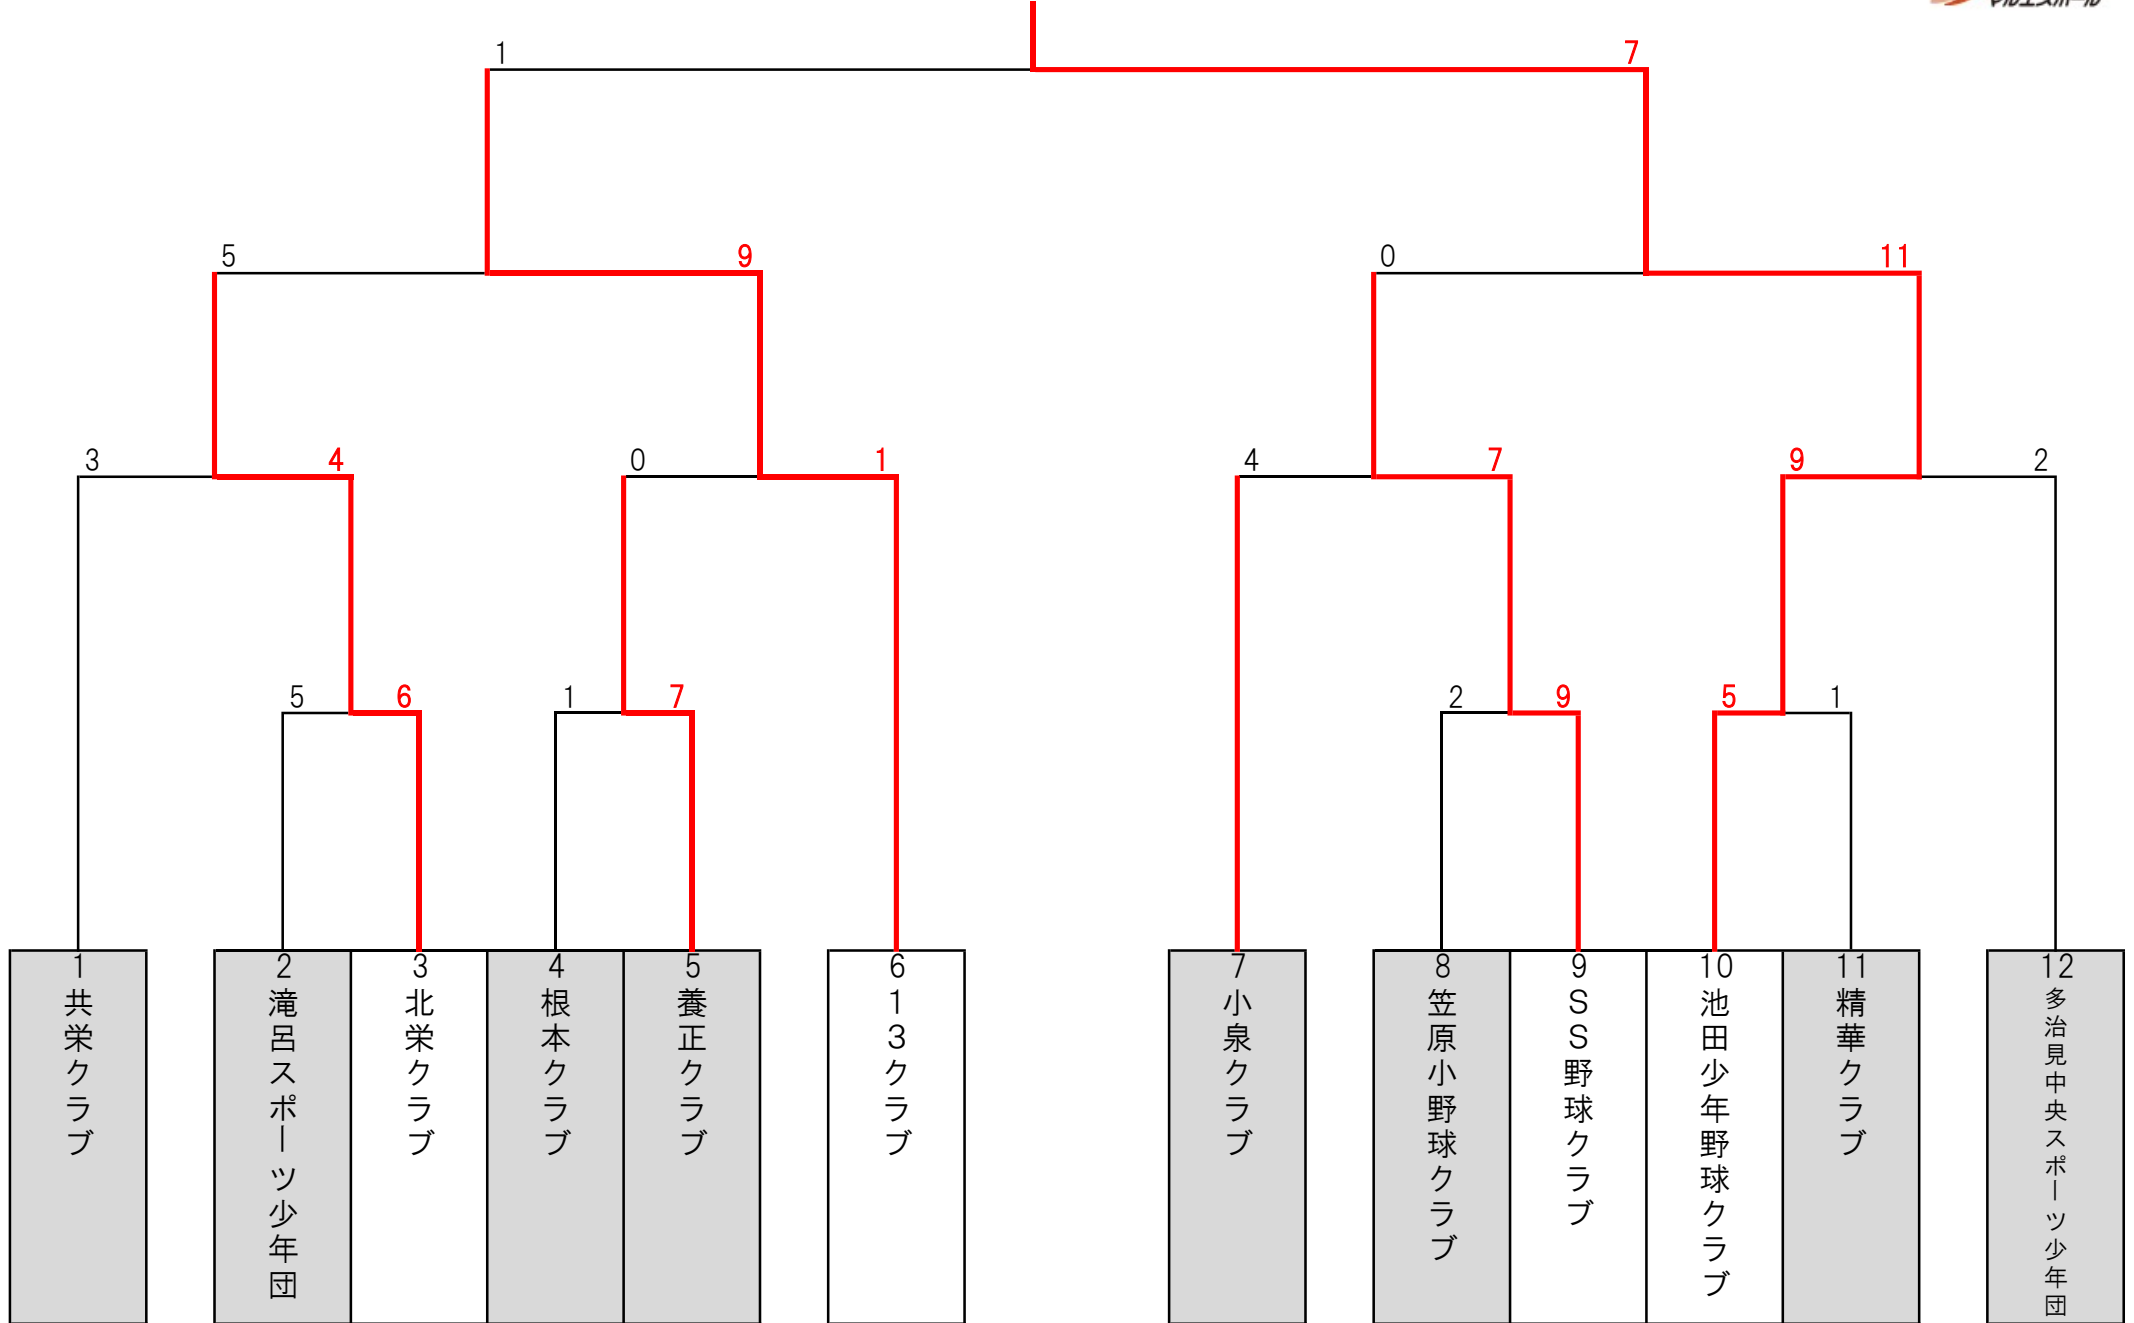 1
7
5
9
0
11
3
4
0
1
4
7
9
2
5
6
1
7
2
9
5
1
1
共栄クラブ
2
滝呂スポーツ少年団
3
北栄クラブ
4
根本クラブ
5
養正クラブ
6
13クラブ
7
小泉クラブ
8
笠原小野球クラブ
9
SS野球クラブ
10
池田少年野球クラブ
11
精華クラブ
12
多治見中央スポーツ少年団